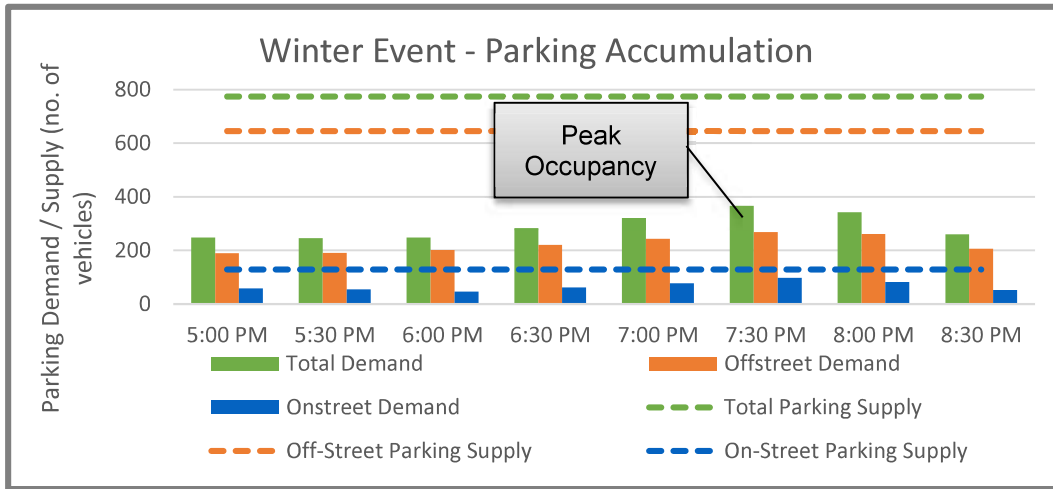 Winter Event - Parking Accumulation
Parking Demand / Supply (no. of
vehicles)
800
600
400
200
0
Peak
Occupancy
5:00 PM 5:30 PM 6:00 PM 6:30 PM 7:00 PM 7:30 PM 8:00 PM 8:30 PM
Total Demand Offstreet Demand
Onstreet Demand Total Parking Supply
Off-Street Parking Supply On-Street Parking Supply